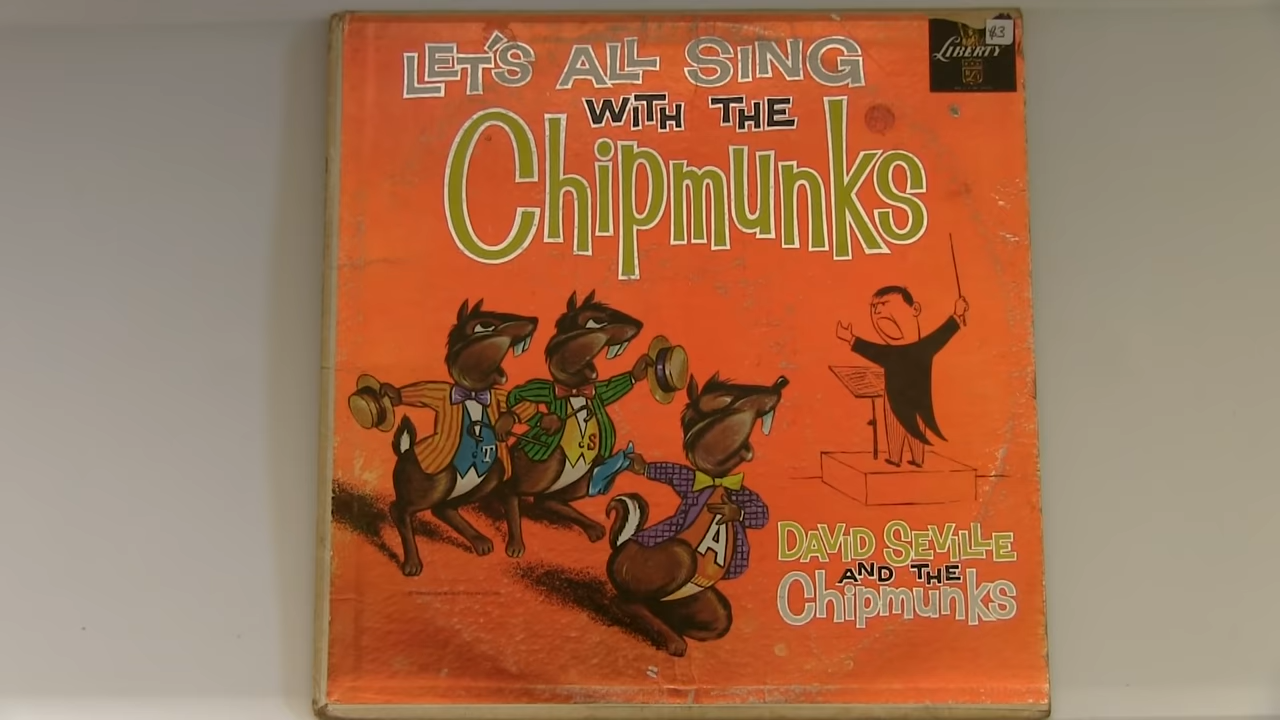 LET'S ALL SING
WITH THE
Chipmunks
$3
LIBERTY
T
S
A
DAVID SEVILLE
AND THE
Chipmunks